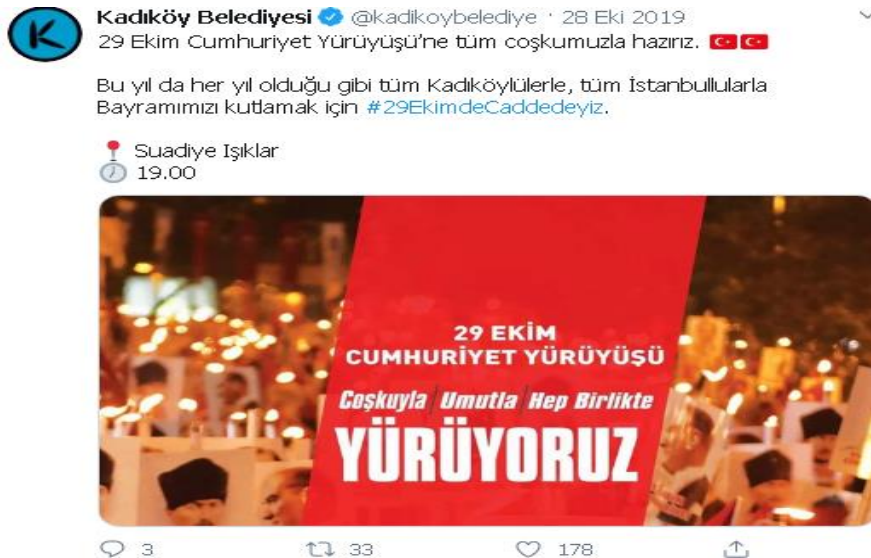 Kadıköy Belediyesi @kadikoybelediye · 28 Eki 2019
29 Ekim Cumhuriyet Yürüyüşü'ne tüm coşkumuzla hazırız.
Bu yıl da her yıl olduğu gibi tüm Kadıköylülerle, tüm İstanbullularla
Bayramımızı kutlamak için #29EkimdeCaddedeyiz.
Suadiye Işıklar
19.00
29 EKİM
CUMHURİYET YÜRÜYÜŞÜ
Coşkuyla Umutla Hep Birlikte
YÜRÜYORUZ
3 33 178